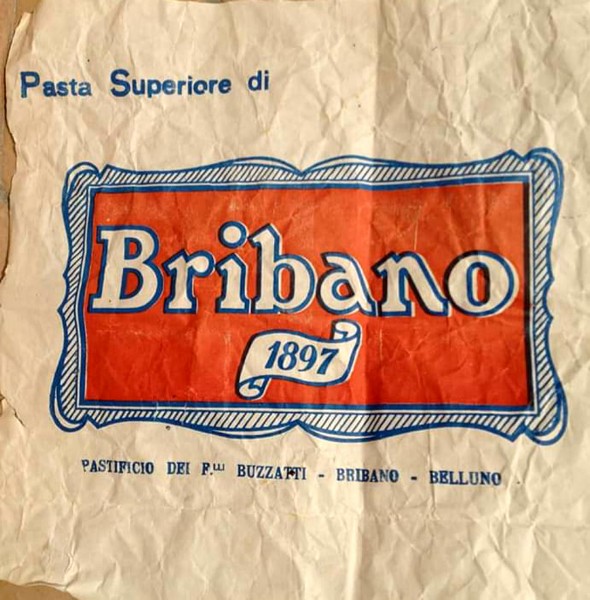 Pasta Superiore di
Bribano
1897
PASTIFICIO DEI F.LLI BUZZATTI - BRIBANO - BELLUNO